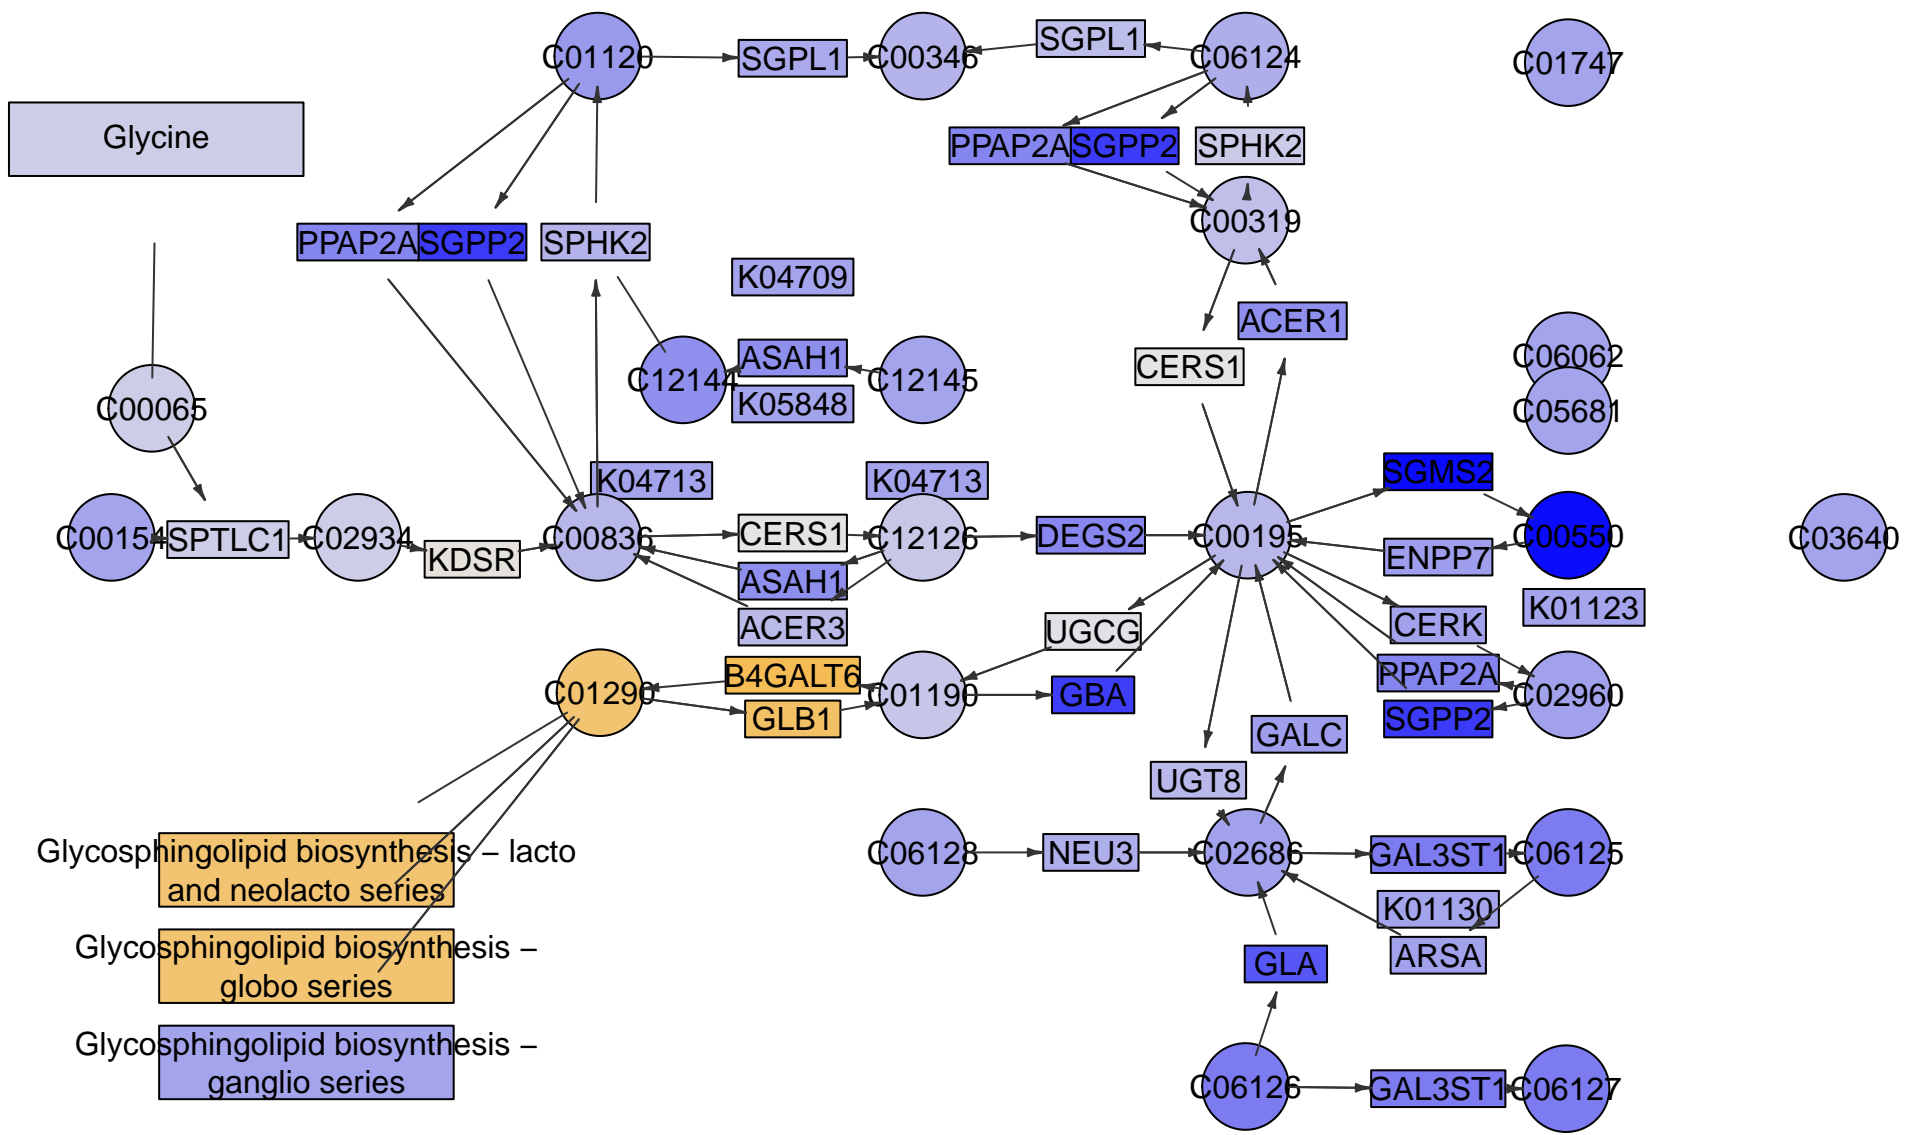 C01120
SGPL1
C00346
SGPL1
C06124
C01747
Glycine
PPAP2A
SGPP2
SPHK2
C00319
PPAP2A
SGPP2
SPHK2
K04709
ACER1
ASAH1
C12144
C12145
CERS1
C06062
K05848
C00065
C05681
K04713
K04713
SGMS2
C00154
SPTLC1
C02934
KDSR
C00836
CERS1
C12126
DEGS2
C00195
ENPP7
C00550
C03640
ASAH1
K01123
ACER3
UGCG
CERK
B4GALT6
PPAP2A
C01290
C01190
GBA
C02960
GLB1
SGPP2
GALC
UGT8
Glycosphingolipid biosynthesis – lacto
and neolacto series
C06128
NEU3
C02686
GAL3ST1
C06125
K01130
Glycosphingolipid biosynthesis –
globo series
GLA
ARSA
Glycosphingolipid biosynthesis –
ganglio series
C06126
GAL3ST1
C06127